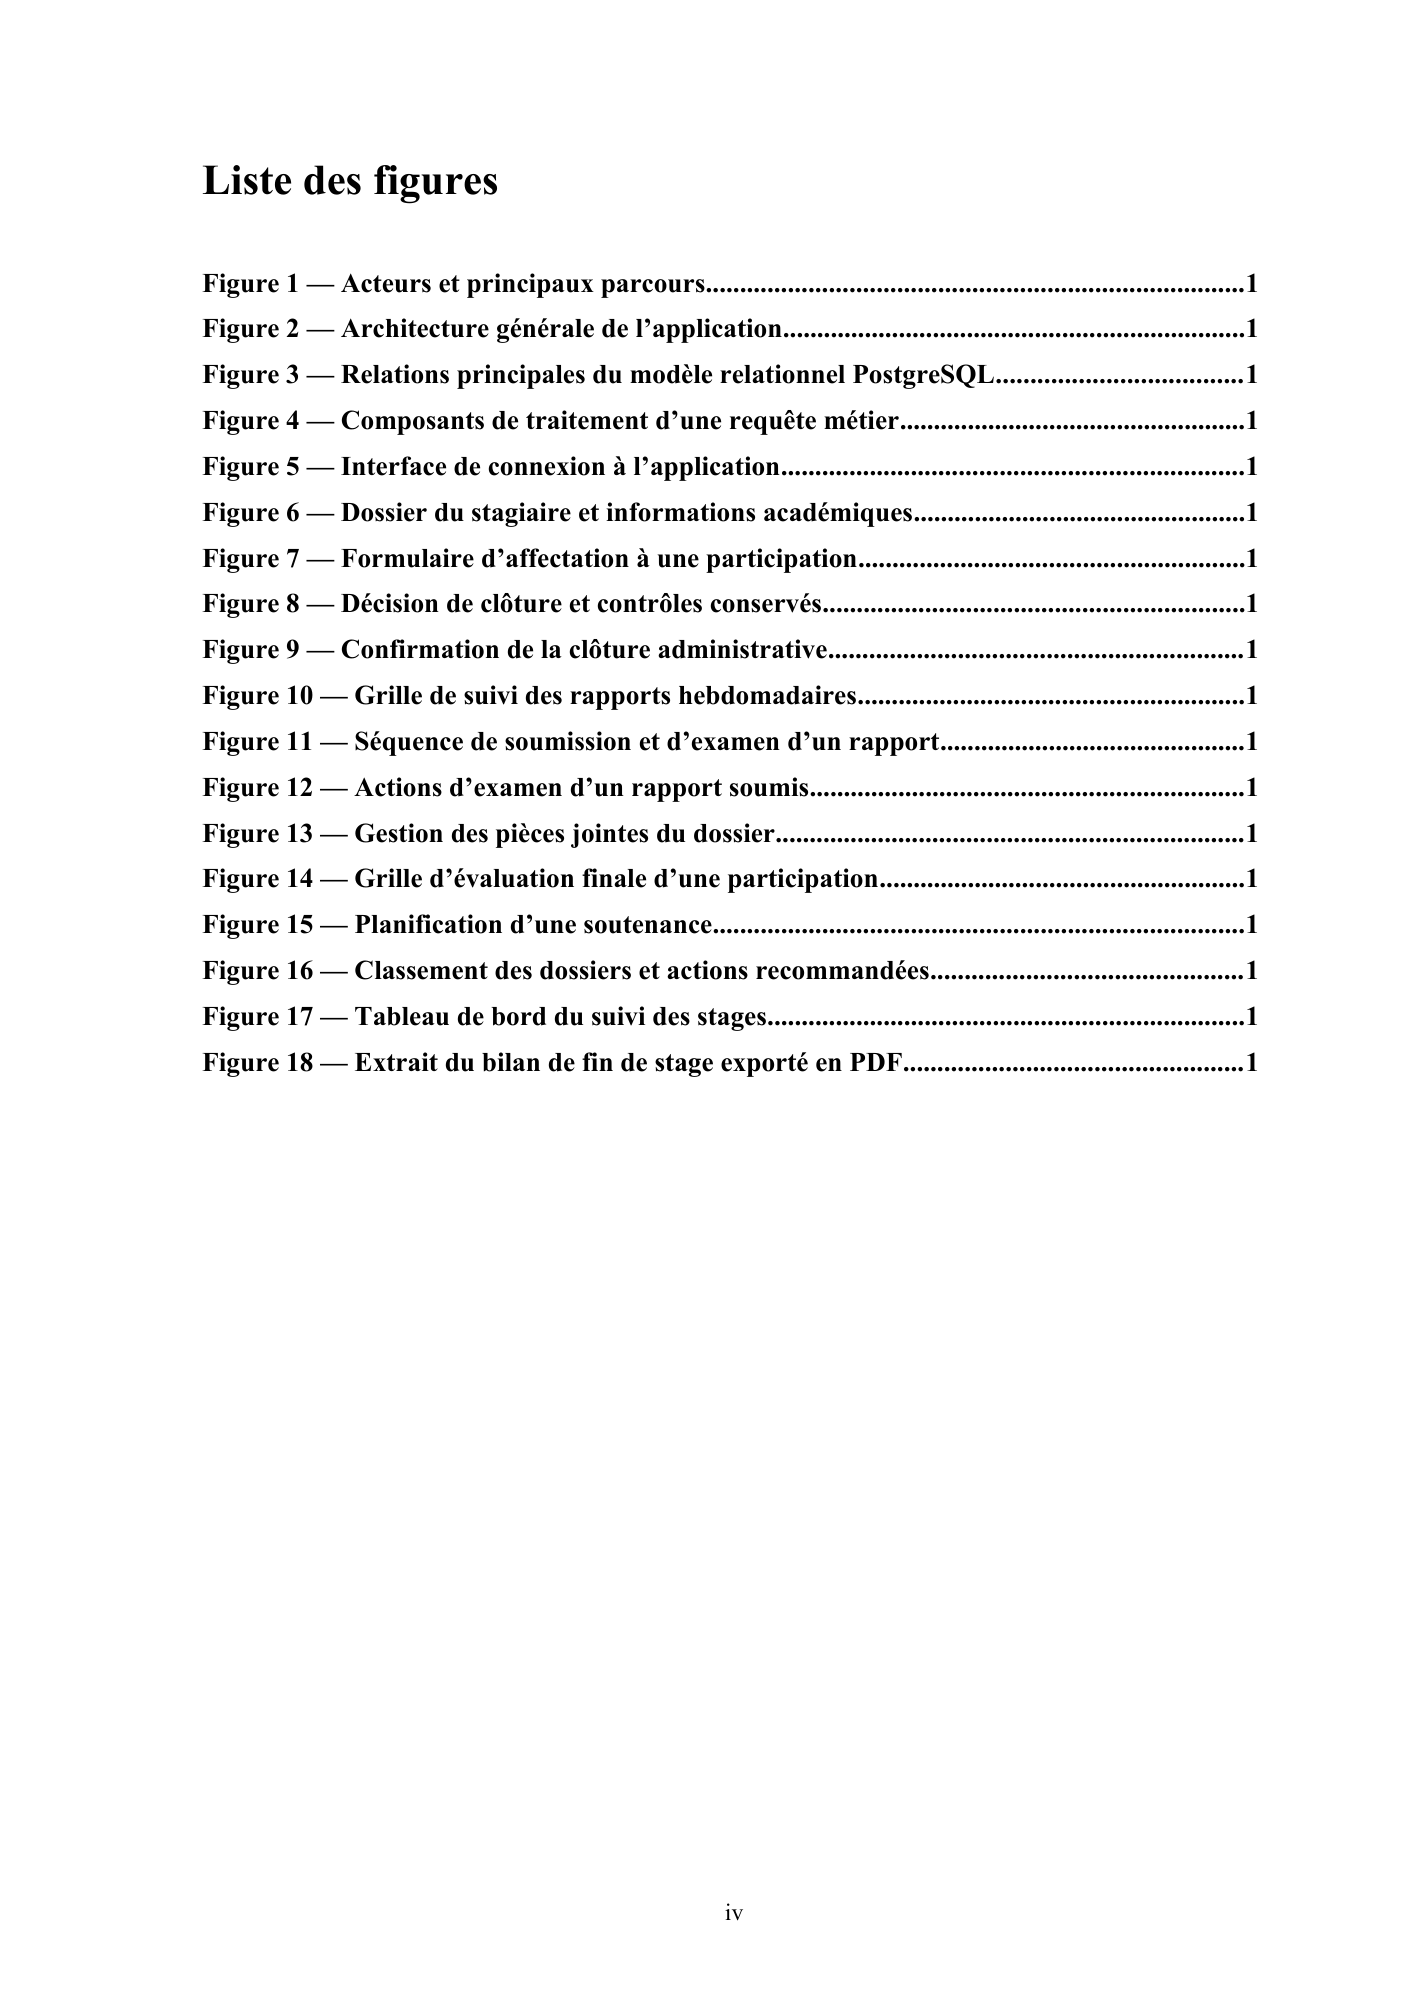 Liste des figures
Figure 1 — Acteurs et principaux parcours................................................................................1
Figure 2 — Architecture générale de l’application.....................................................................1
Figure 3 — Relations principales du modèle relationnel PostgreSQL.....................................1
Figure 4 — Composants de traitement d’une requête métier...................................................1
Figure 5 — Interface de connexion à l’application.....................................................................1
Figure 6 — Dossier du stagiaire et informations académiques.................................................1
Figure 7 — Formulaire d’affectation à une participation.........................................................1
Figure 8 — Décision de clôture et contrôles conservés...............................................................1
Figure 9 — Confirmation de la clôture administrative..............................................................1
Figure 10 — Grille de suivi des rapports hebdomadaires.........................................................1
Figure 11 — Séquence de soumission et d’examen d’un rapport.............................................1
Figure 12 — Actions d’examen d’un rapport soumis.................................................................1
Figure 13 — Gestion des pièces jointes du dossier......................................................................1
Figure 14 — Grille d’évaluation finale d’une participation......................................................1
Figure 15 — Planification d’une soutenance...............................................................................1
Figure 16 — Classement des dossiers et actions recommandées...............................................1
Figure 17 — Tableau de bord du suivi des stages.......................................................................1
Figure 18 — Extrait du bilan de fin de stage exporté en PDF...................................................1
iv